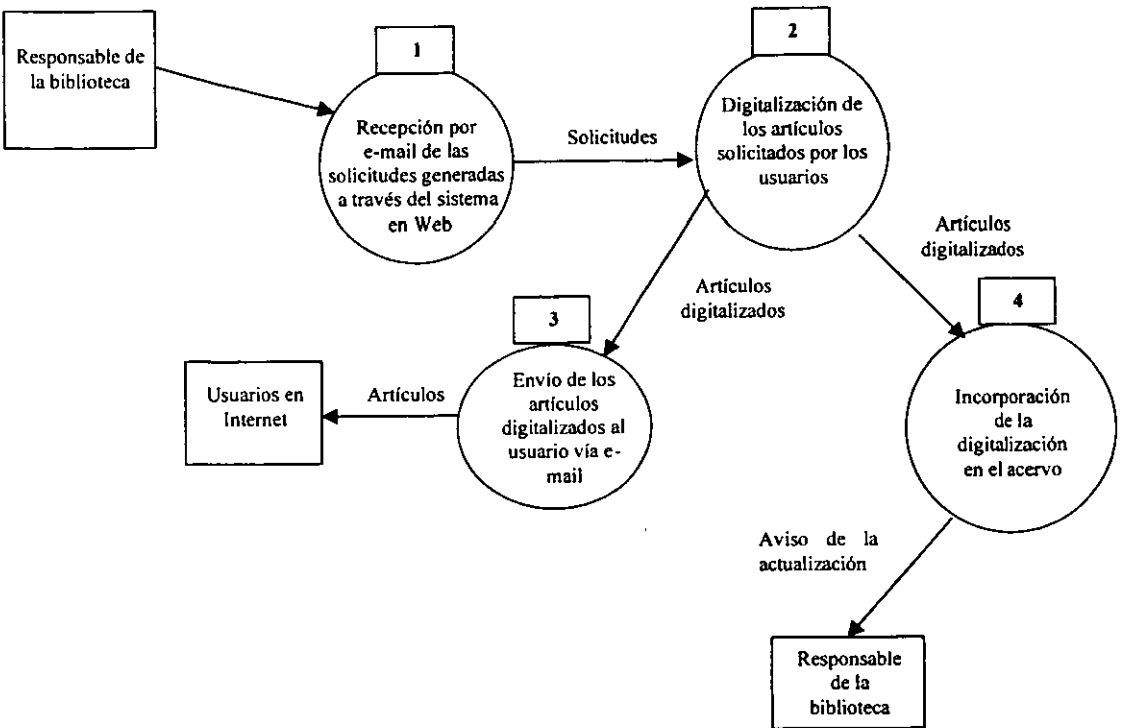 Responsable de
la biblioteca
1
Recepción por
e-mail de las
solicitudes generadas
a través del sistema
en Web
Solicitudes
2
Digitalización de
los artículos
solicitados por los
usuarios
Artículos
digitalizados
Artículos
digitalizados
3
Envío de los
artículos
digitalizados al
usuario vía e-
mail
Artículos
Usuarios en
Internet
4
Incorporación
de la
digitalización
en el acervo
Aviso de la
actualización
Responsable
de la
biblioteca